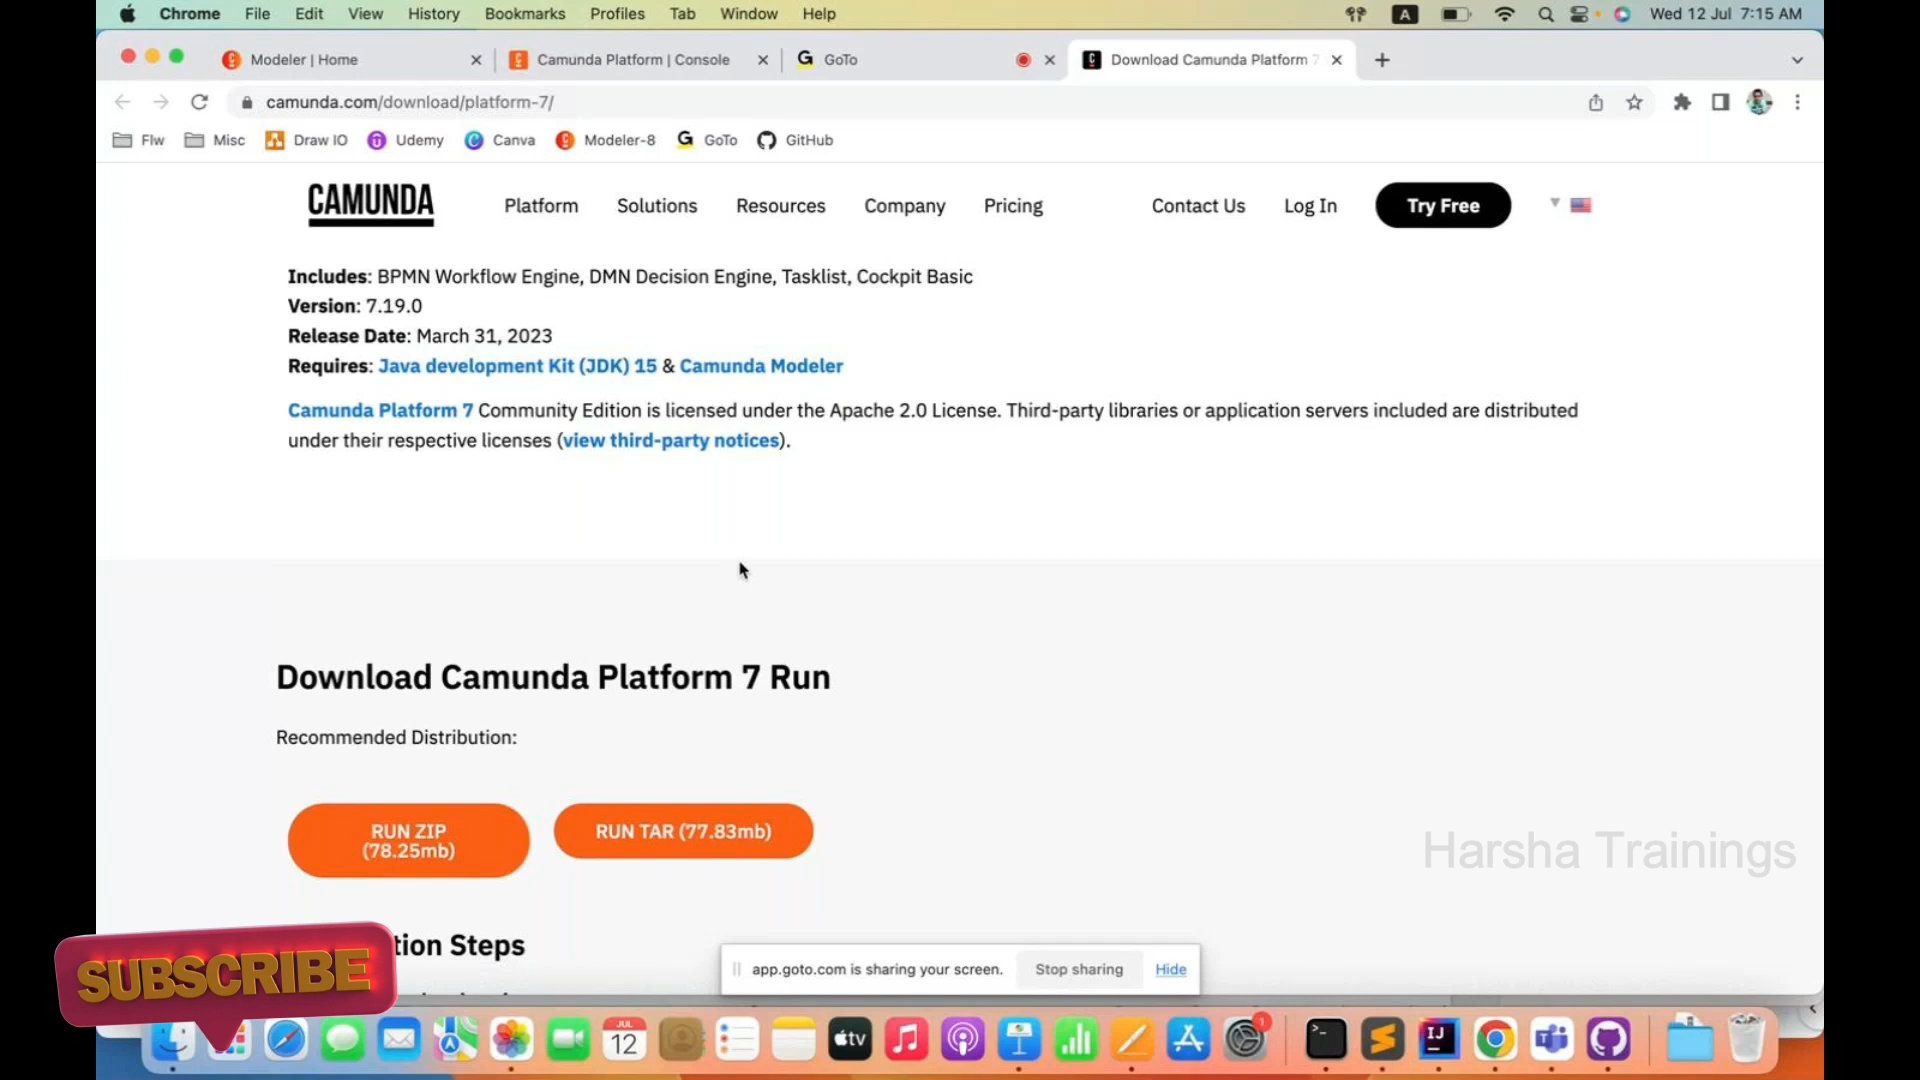 Chrome File Edit View History Bookmarks Profiles Tab Window Help A Wed 12 Jul 7:15 AM
Modeler | Home Camunda Platform | Console GoTo Download Camunda Platform 7
camunda.com/download/platform-7/
Flw Misc Draw IO Udemy Canva Modeler-8 GoTo GitHub
CAMUNDA Platform Solutions Resources Company Pricing Contact Us Log In Try Free
Includes: BPMN Workflow Engine, DMN Decision Engine, Tasklist, Cockpit Basic
Version: 7.19.0
Release Date: March 31, 2023
Requires: Java development Kit (JDK) 15 & Camunda Modeler
Camunda Platform 7 Community Edition is licensed under the Apache 2.0 License. Third-party libraries or application servers included are distributed
under their respective licenses (view third-party notices).
Download Camunda Platform 7 Run
Recommended Distribution:
RUN ZIP
(78.25mb)
RUN TAR (77.83mb)
Harsha Trainings
tion Steps
SUBSCRIBE
app.goto.com is sharing your screen. Stop sharing Hide
JUL
12
tv
1
IJ